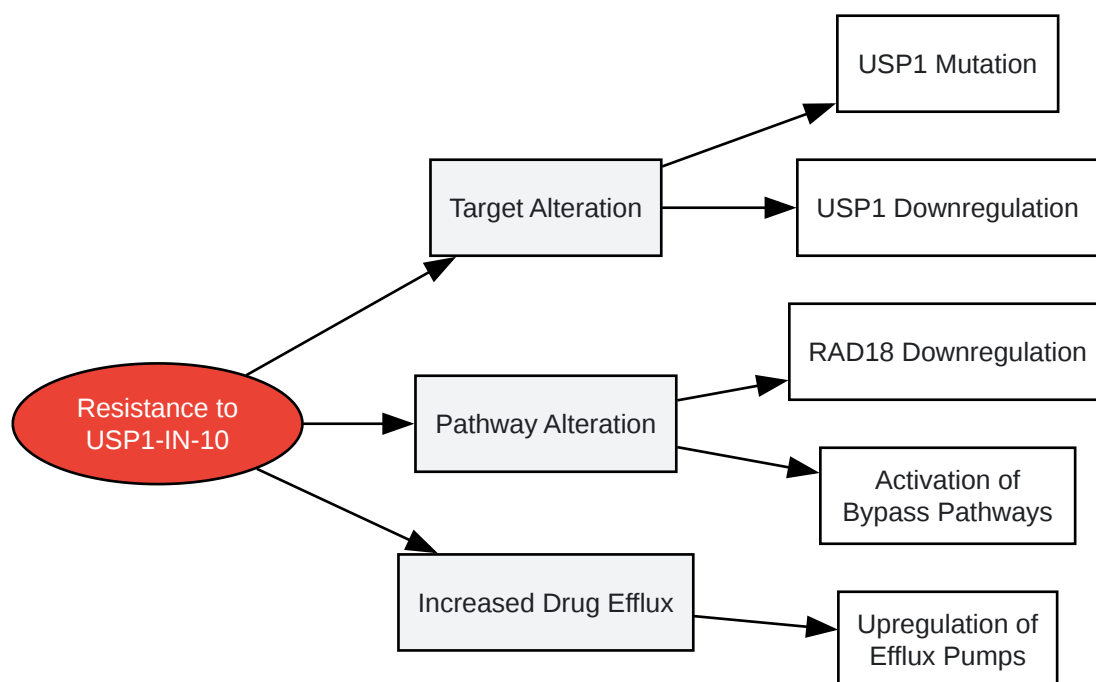 USP1 Mutation
Target Alteration
USP1 Downregulation
RAD18 Downregulation
Resistance to
USP1-IN-10
Pathway Alteration
Activation of
Bypass Pathways
Increased Drug Efflux
Upregulation of
Efflux Pumps